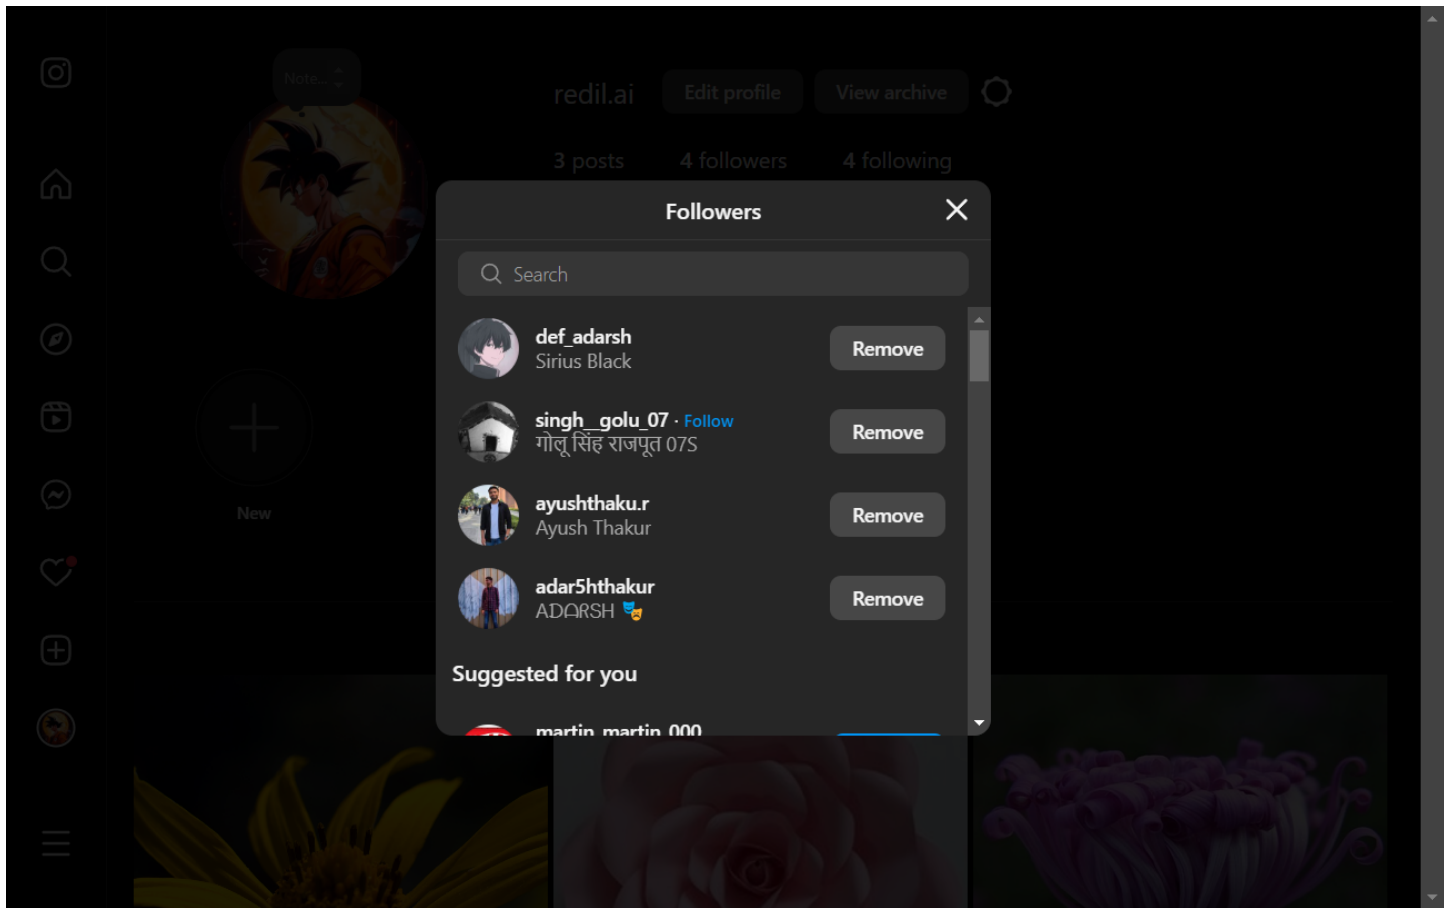 Note...
redil.ai
Edit profile
View archive
3 posts
4 followers
4 following
Followers
Search
def_adarsh
Sirius Black
Remove
singh__golu_07 · Follow
गोलू सिंह राजपूत 07S
Remove
ayushthaku.r
Ayush Thakur
Remove
adar5hthakur
ADARSH 🎭
Remove
New
Suggested for you
martin_martin_000